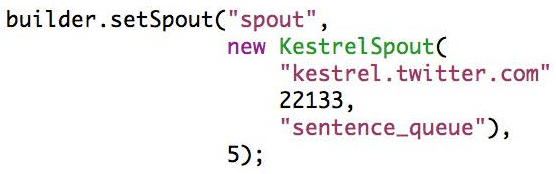 builder.setSpout("spout",
new KestrelSpout(
"kestrel.twitter.com"
22133,
"sentence_queue"),
5);